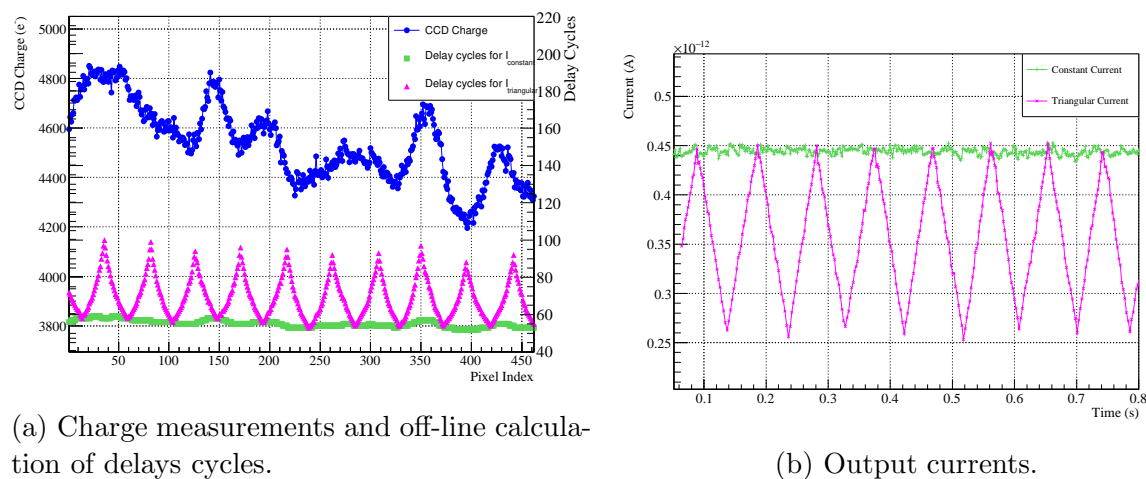 CCD Charge (e-)
5000
4800
4600
4400
4200
4000
3800
50 100 150 200 250 300 350 400 450
Pixel Index
220
200
180
160
140
120
100
80
60
40
Delay Cycles
CCD Charge
Delay cycles for I constant
Delay cycles for I triangular
(a) Charge measurements and off-line calcula-
tion of delays cycles.
×10−12
Current (A)
0.5
0.45
0.4
0.35
0.3
0.25
0.1 0.2 0.3 0.4 0.5 0.6 0.7 0.8
Time (s)
Constant Current
Triangular Current
(b) Output currents.